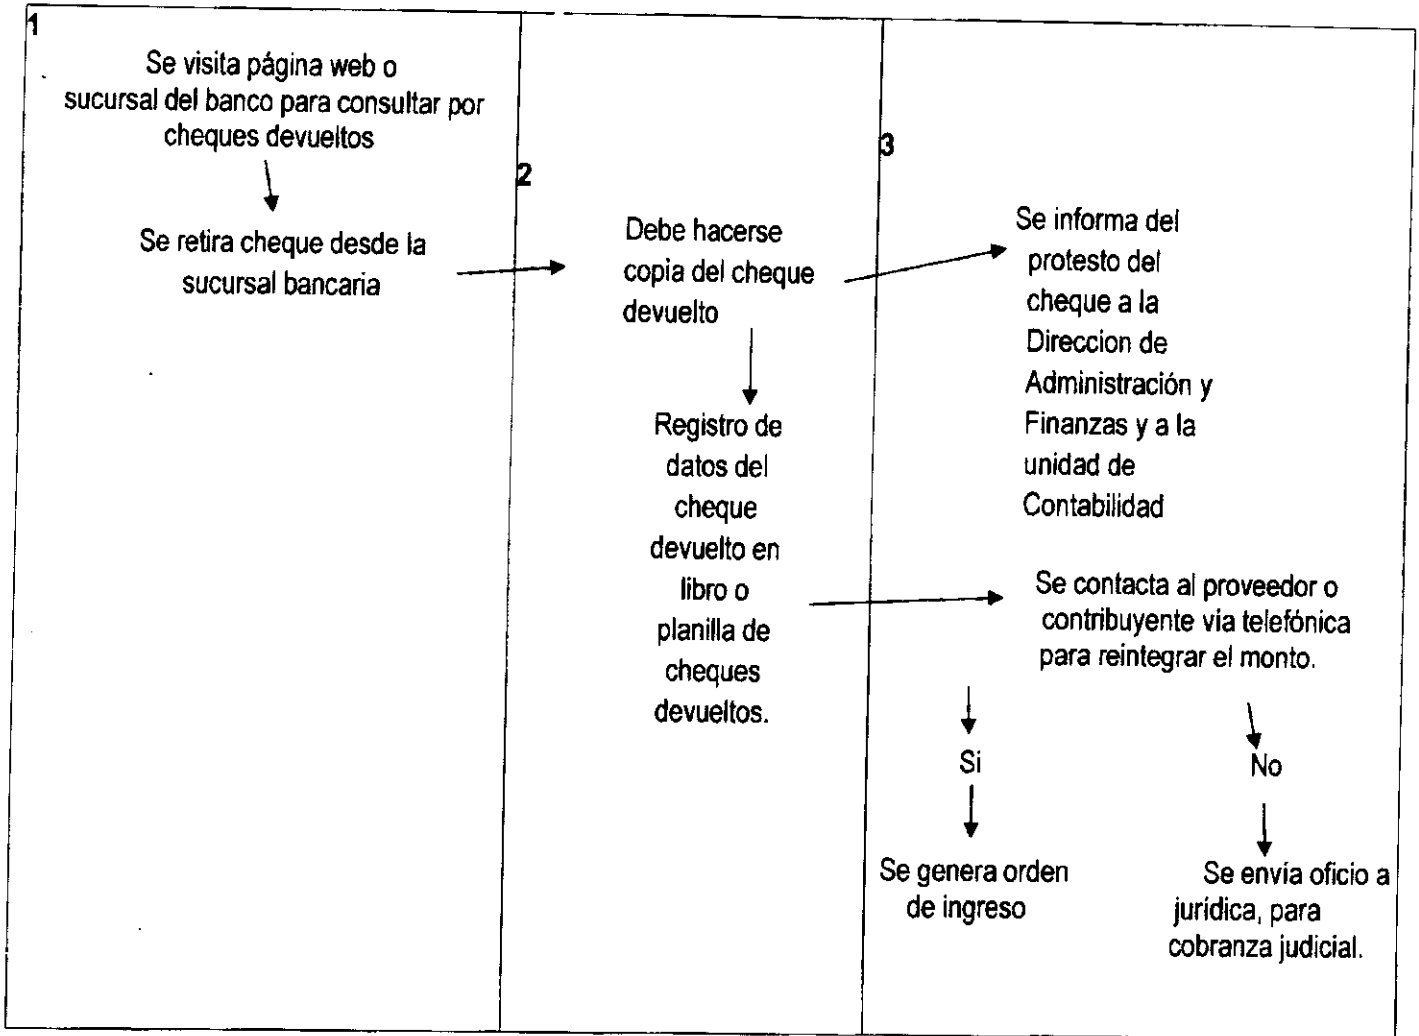 1
Se visita página web o
sucursal del banco para consultar por
cheques devueltos
Se retira cheque desde la
sucursal bancaria
2
Debe hacerse
copia del cheque
devuelto
Registro de
datos del
cheque
devuelto en
libro o
planilla de
cheques
devueltos.
3
Se informa del
protesto del
cheque a la
Direccion de
Administración y
Finanzas y a la
unidad de
Contabilidad
Se contacta al proveedor o
contribuyente vía telefónica
para reintegrar el monto.
Si
No
Se genera orden
de ingreso
Se envía oficio a
jurídica, para
cobranza judicial.